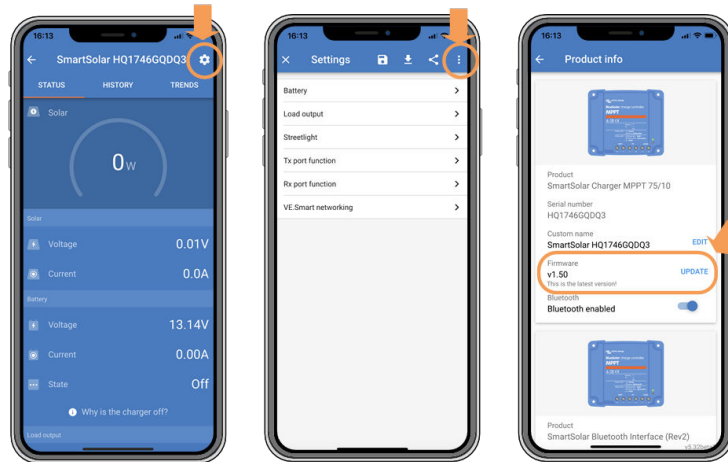 16:13
SmartSolar HQ1746GQDQ3
STATUS
HISTORY
TRENDS
Solar
0W
Solar
Voltage
0.01V
Current
0.0A
Battery
Voltage
13.14V
Current
0.00A
State
Off
Why is the charger off?
Load output
16:13
Settings
Battery
Load output
Streetlight
Tx port function
Rx port function
VE.Smart networking
16:13
Product info
MPPT
Product
SmartSolar Charger MPPT 75/10
Serial number
HQ1746GQDQ3
Custom name
SmartSolar HQ1746GQDQ3
EDIT
Firmware
v1.50
UPDATE
This is the latest version!
Bluetooth
Bluetooth enabled
MPPT
Product
SmartSolar Bluetooth Interface (Rev2)